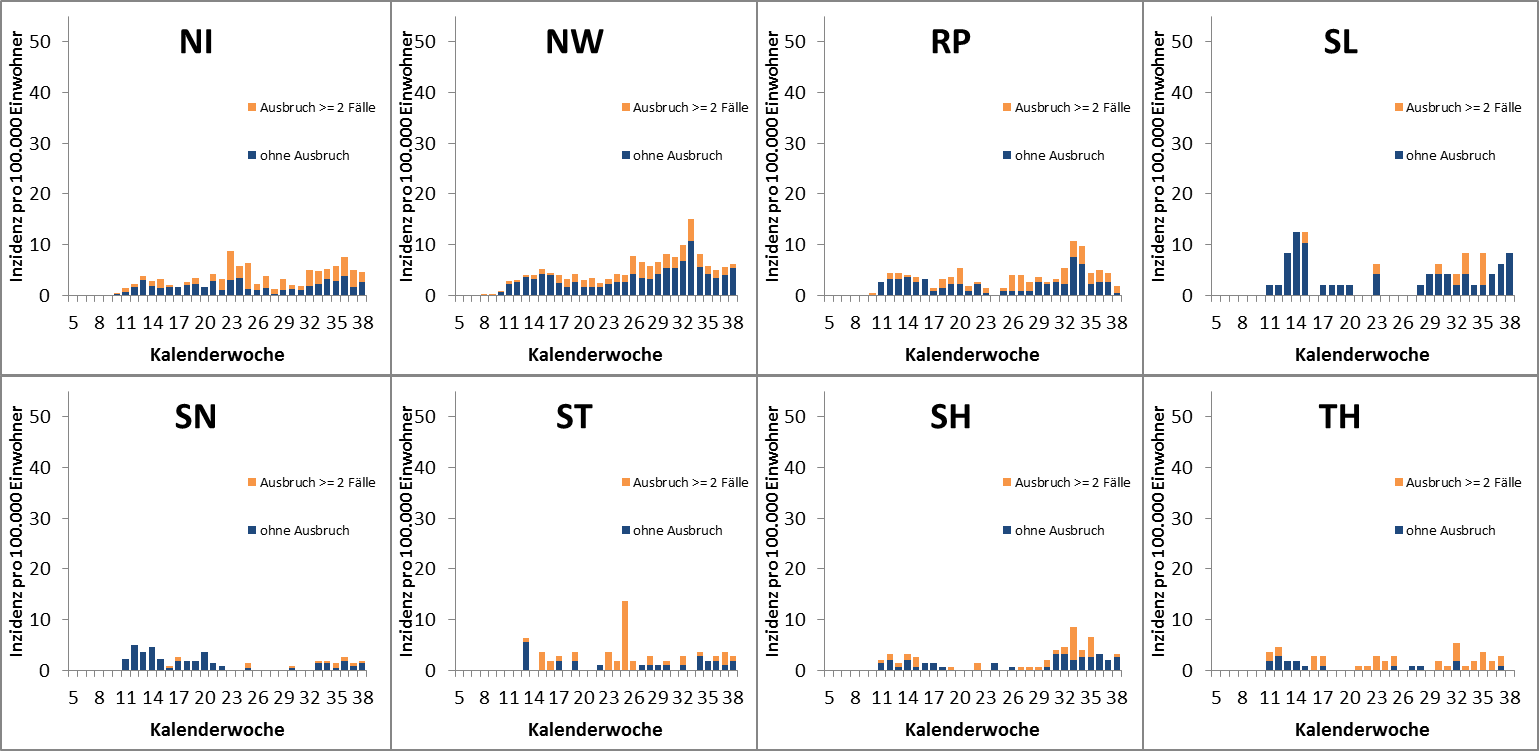 NI
Inzidenz pro 100.000 Einwohner
50
40
30
20
10
0
Ausbruch >= 2 Fälle
ohne Ausbruch
5 8 11 14 17 20 23 26 29 32 35 38
Kalenderwoche
NW
Inzidenz pro 100.000 Einwohner
50
40
30
20
10
0
Ausbruch >= 2 Fälle
ohne Ausbruch
5 8 11 14 17 20 23 26 29 32 35 38
Kalenderwoche
RP
Inzidenz pro 100.000 Einwohner
50
40
30
20
10
0
Ausbruch >= 2 Fälle
ohne Ausbruch
5 8 11 14 17 20 23 26 29 32 35 38
Kalenderwoche
SL
Inzidenz pro 100.000 Einwohner
50
40
30
20
10
0
Ausbruch >= 2 Fälle
ohne Ausbruch
5 8 11 14 17 20 23 26 29 32 35 38
Kalenderwoche
SN
Inzidenz pro 100.000 Einwohner
50
40
30
20
10
0
Ausbruch >= 2 Fälle
ohne Ausbruch
5 8 11 14 17 20 23 26 29 32 35 38
Kalenderwoche
ST
Inzidenz pro 100.000 Einwohner
50
40
30
20
10
0
Ausbruch >= 2 Fälle
ohne Ausbruch
5 8 11 14 17 20 23 26 29 32 35 38
Kalenderwoche
SH
Inzidenz pro 100.000 Einwohner
50
40
30
20
10
0
Ausbruch >= 2 Fälle
ohne Ausbruch
5 8 11 14 17 20 23 26 29 32 35 38
Kalenderwoche
TH
Inzidenz pro 100.000 Einwohner
50
40
30
20
10
0
Ausbruch >= 2 Fälle
ohne Ausbruch
5 8 11 14 17 20 23 26 29 32 35 38
Kalenderwoche